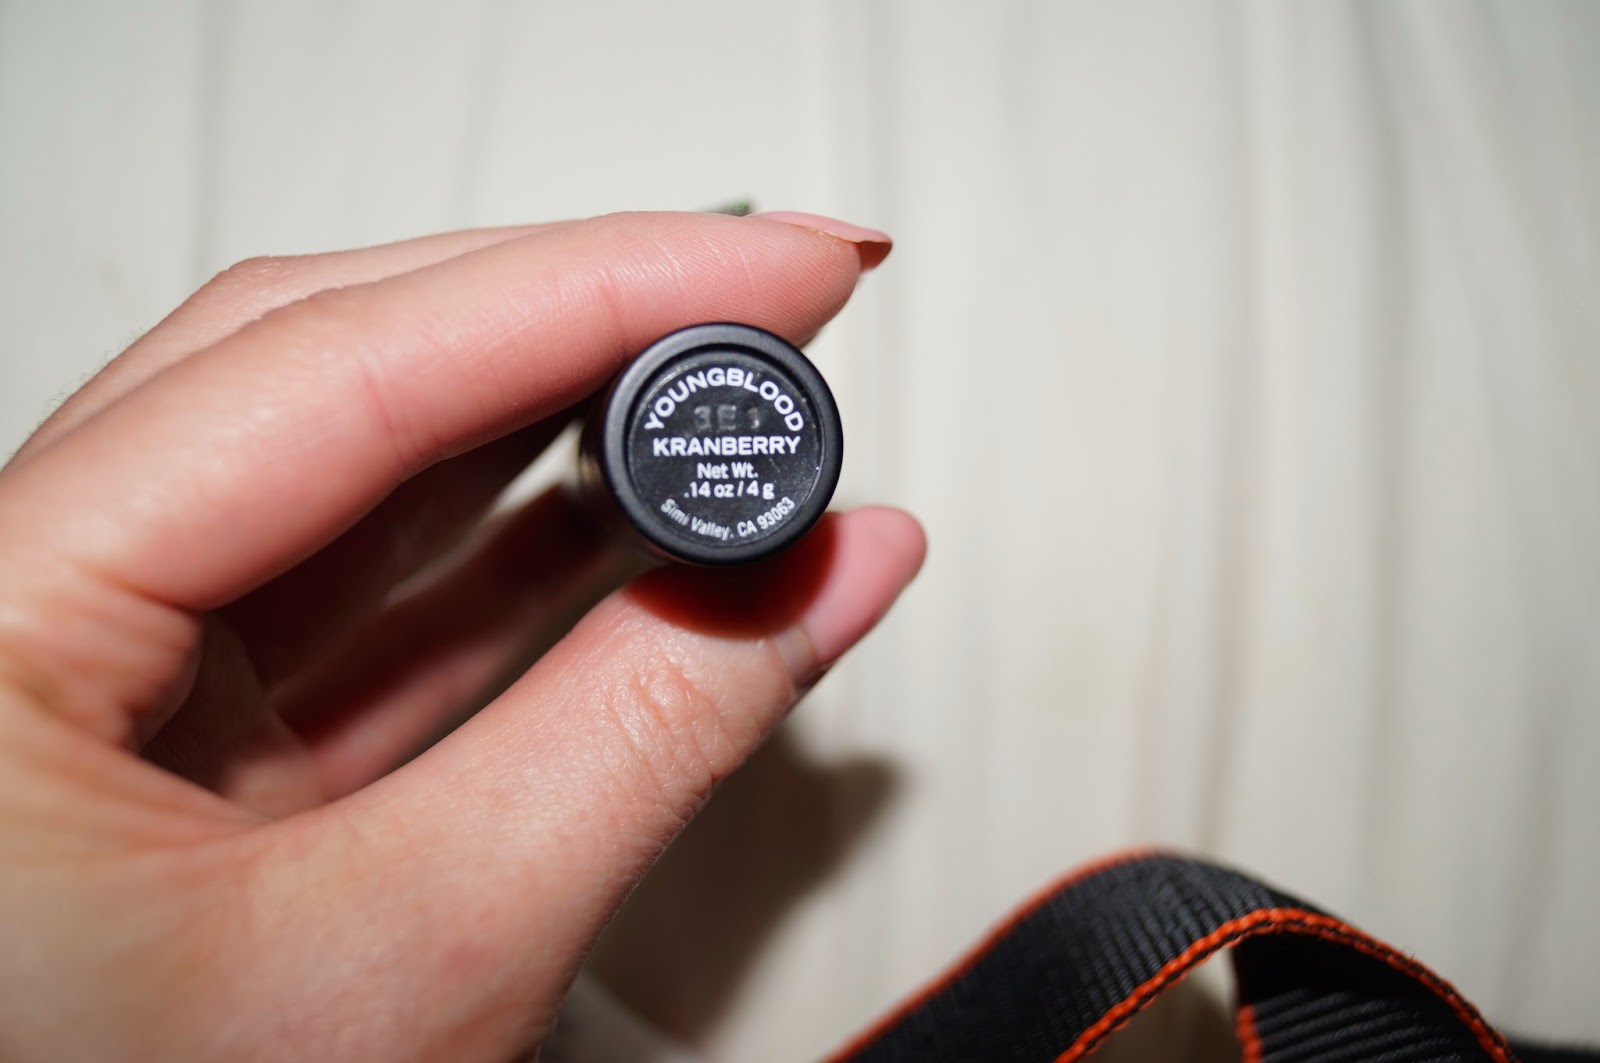 YOUNGBLOOD
KRANBERRY
Net Wt.
.14 oz / 4 g
Simi Valley, CA 93063